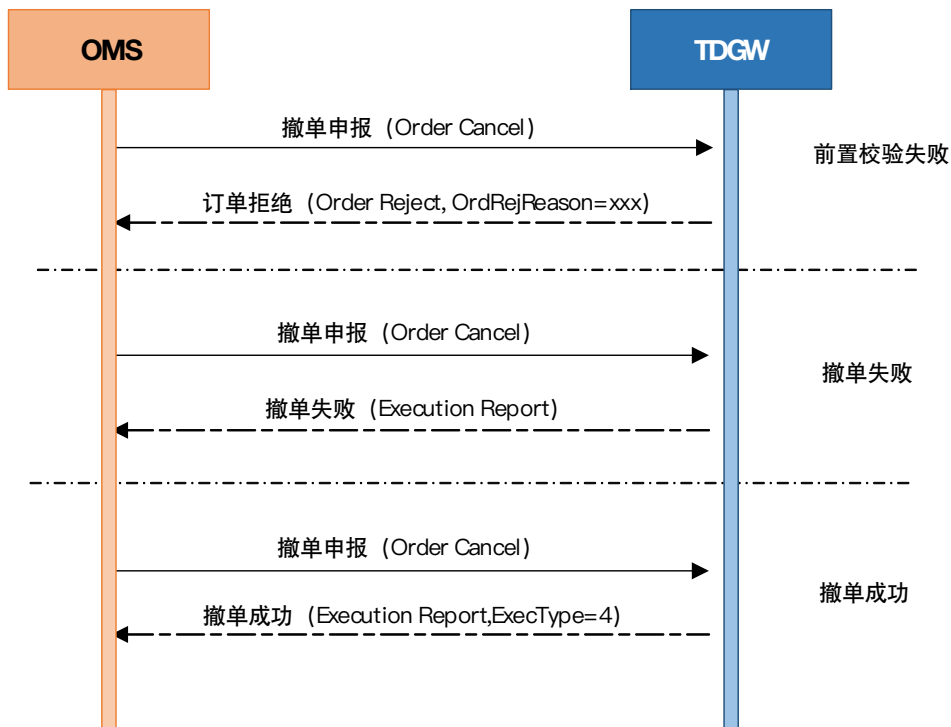 OMS
TDGW
撤单申报（Order Cancel）
前置校验失败
订单拒绝（Order Reject, OrdRejReason=xxx）
撤单申报（Order Cancel）
撤单失败
撤单失败（Execution Report）
撤单申报（Order Cancel）
撤单成功
撤单成功（Execution Report,ExecType=4）